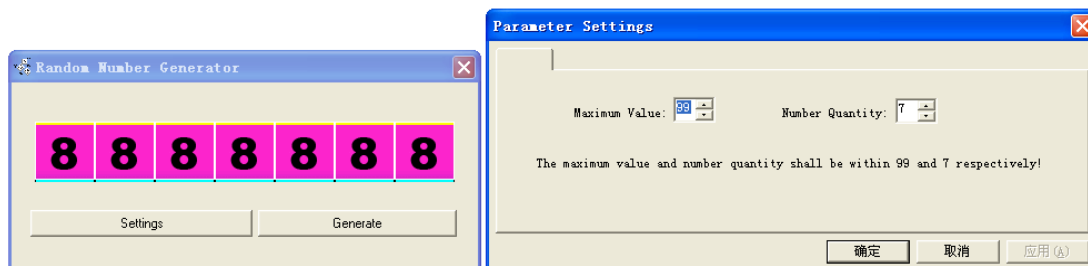 Random Number Generator
8 8 8 8 8 8 8
Settings
Generate
Parameter Settings
Maximum Value: 99 Number Quantity: 7
The maximum value and number quantity shall be within 99 and 7 respectively!
确定 取消 应用(A)